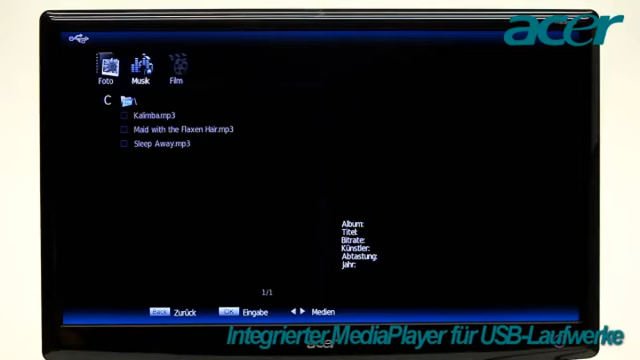 acer
Foto Musik Film
C \
Kalimba.mp3
Maid with the Flaxen Hair.mp3
Sleep Away.mp3
Album:
Titel:
Bitrate:
Künstler:
Abtastung:
Jahr:
1/1
Back Zurück OK Eingabe Medien
Integrierter MediaPlayer für USB-Laufwerke
acer